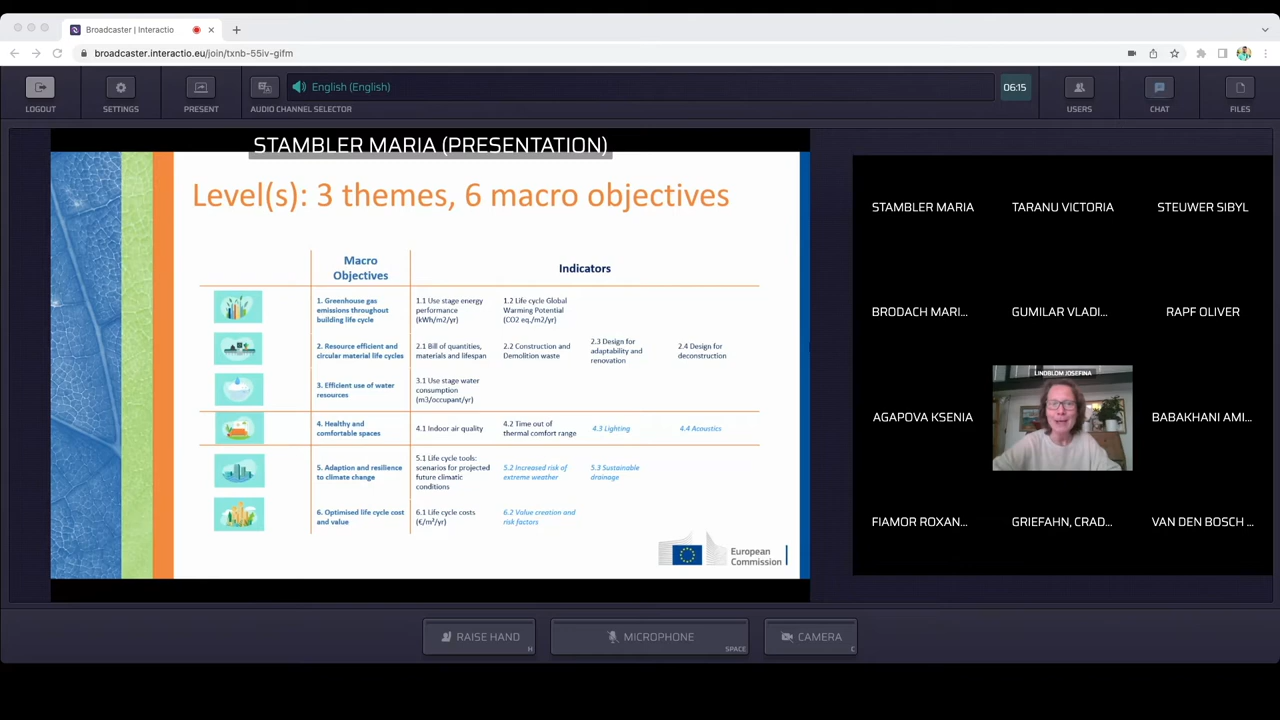 Broadcaster | Interactio
broadcaster.interactio.eu/join/txnb-55iv-gifm
LOGOUT
SETTINGS
PRESENT
AUDIO CHANNEL SELECTOR
English (English)
06:15
USERS
CHAT
FILES
STAMBLER MARIA (PRESENTATION)
Level(s): 3 themes, 6 macro objectives
Macro
Objectives
Indicators
1. Greenhouse gas
emissions throughout
building life cycle
1.1 Use stage energy
performance
(kWh/m2/yr)
1.2 Life cycle Global
Warming Potential
(CO2 eq./m2/yr)
2. Resource efficient and
circular material life cycles
2.1 Bill of quantities,
materials and lifespan
2.2 Construction and
Demolition waste
2.3 Design for
adaptability and
renovation
2.4 Design for
deconstruction
3. Efficient use of water
resources
3.1 Use stage water
consumption
(m3/occupant/yr)
4. Healthy and
comfortable spaces
4.1 Indoor air quality
4.2 Time out of
thermal comfort range
4.3 Lighting
4.4 Acoustics
5. Adaption and resilience
to climate change
5.1 Life cycle tools:
scenarios for projected
future climatic
conditions
5.2 Increased risk of
extreme weather
5.3 Sustainable
drainage
6. Optimised life cycle cost
and value
6.1 Life cycle costs
(€/m²/yr)
6.2 Value creation and
risk factors
European
Commission
STAMBLER MARIA
TARANU VICTORIA
STEUWER SIBYL
BRODACH MARI...
GUMILAR VLADI...
RAPF OLIVER
AGAPOVA KSENIA
LINDBLOM JOSEFINA
BABAKHANI AMI...
FIAMOR ROXAN...
GRIEFAHN, CRAD...
VAN DEN BOSCH ...
RAISE HAND
H
MICROPHONE
SPACE
CAMERA
C